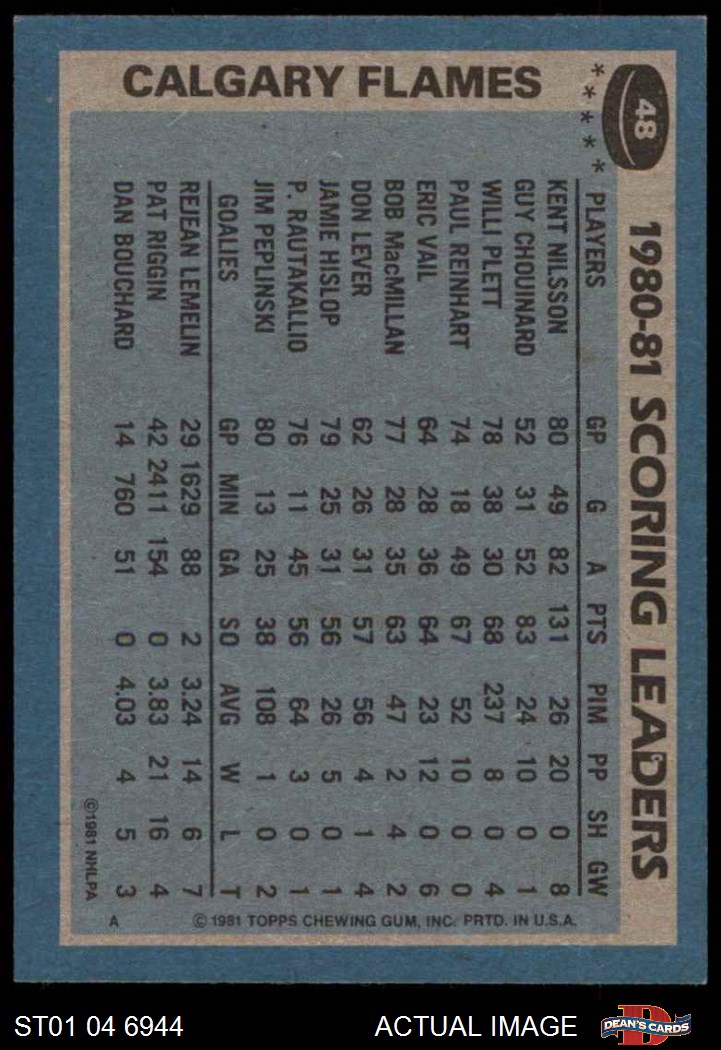 CALGARY FLAMES
* * * * *
48
1980-81 SCORING LEADERS
PLAYERS GP G A PTS PIM PP SH GW
KENT NILSSON 80 49 82 131 26 20 0 8
GUY CHOUINARD 52 31 52 83 24 10 0 1
WILLI PLETT 78 38 30 68 237 8 0 4
PAUL REINHART 74 18 49 67 52 10 0 0
ERIC VAIL 64 28 36 64 23 12 0 6
BOB MacMILLAN 77 28 35 63 47 2 4 2
DON LEVER 62 26 31 57 56 4 1 4
JAMIE HISLOP 79 25 31 56 26 5 0 1
P. RAUTAKALLIO 76 11 45 56 64 3 0 1
JIM PEPLINSKI 80 13 25 38 108 1 0 2
GOALIES GP MIN GA SO AVG W L T
REJEAN LEMELIN 29 1629 88 2 3.24 14 6 7
PAT RIGGIN 42 2411 154 0 3.83 21 16 4
DAN BOUCHARD 14 760 51 0 4.03 4 5 3
©1981 NHLPA
A © 1981 TOPPS CHEWING GUM, INC. PRTD. IN U.S.A.
ST01 04 6944 ACTUAL IMAGE D DEAN'S CARDS